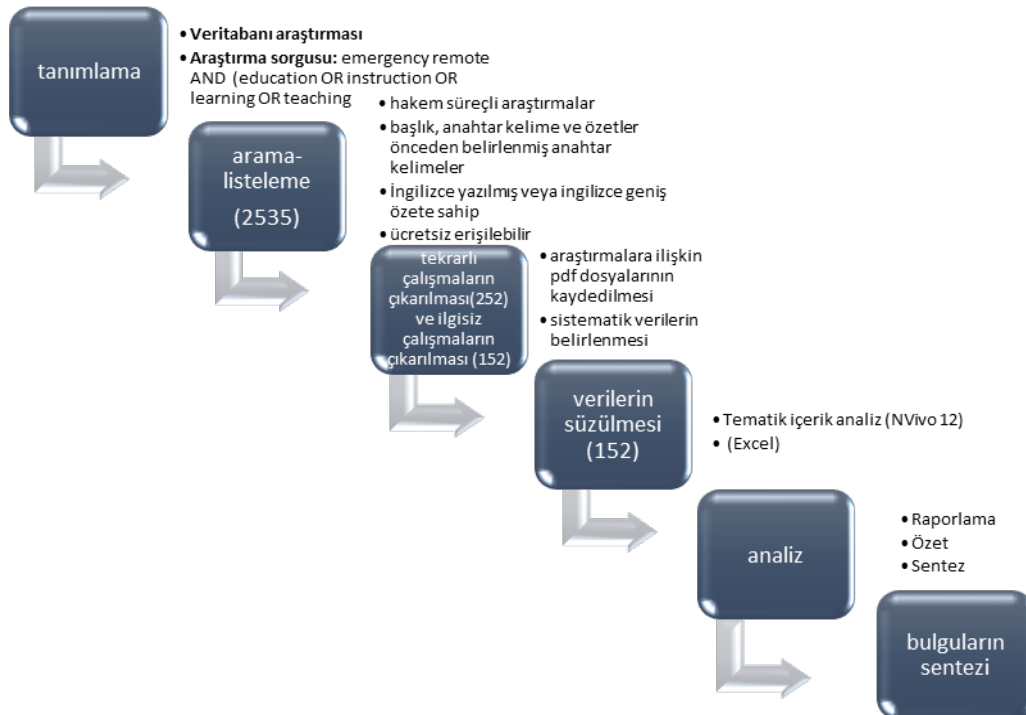 tanımlama
• Veritabanı araştırması
• Araştırma sorgusu: emergency remote
AND (education OR instruction OR
learning OR teaching
arama-
listeleme
(2535)
• hakem süreçli araştırmalar
• başlık, anahtar kelime ve özetler
önceden belirlenmiş anahtar
kelimeler
• İngilizce yazılmış veya ingilizce geniş
özete sahip
• ücretsiz erişilebilir
tekrarlı
çalışmaların
çıkarılması(252)
ve ilgisiz
çalışmaların
çıkarılması (152)
• araştırmalara ilişkin
pdf dosyalarının
kaydedilmesi
• sistematik verilerin
belirlenmesi
verilerin
süzülmesi
(152)
• Tematik içerik analiz (NVivo 12)
• (Excel)
analiz
• Raporlama
• Özet
• Sentez
bulguların
sentezi